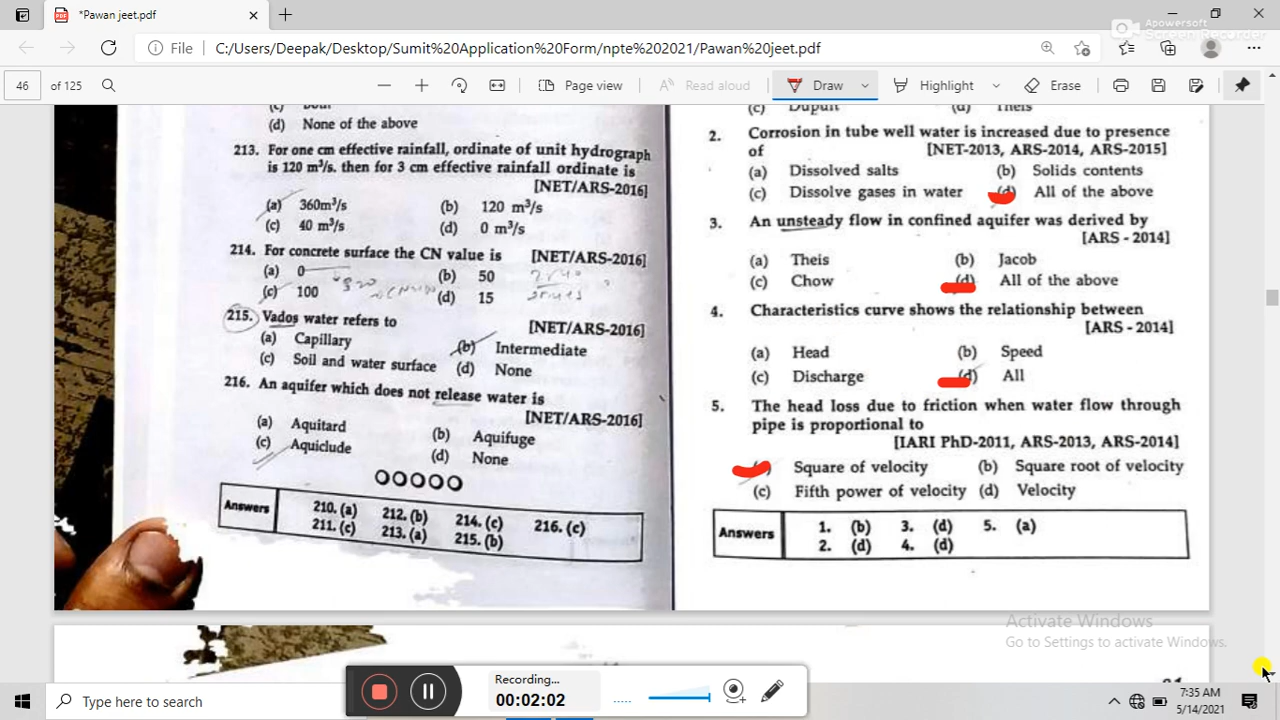 *Pawan jeet.pdf
Apowersoft
Screen Recorder
File C:/Users/Deepak/Desktop/Sumit%20Application%20Form/npte%202021/Pawan%20jeet.pdf
46 of 125 Page view Read aloud Draw Highlight Erase
(d) None of the above
213. For one cm effective rainfall, ordinate of unit hydrograph
is 120 m³/s. then for 3 cm effective rainfall ordinate is
[NET/ARS-2016]
(a) 360m³/s (b) 120 m³/s
(c) 40 m³/s (d) 0 m³/s
214. For concrete surface the CN value is [NET/ARS-2016]
(a) 0 (b) 50
(c) 100 (d) 15
215. Vados water refers to [NET/ARS-2016]
(a) Capillary (b) Intermediate
(c) Soil and water surface (d) None
216. An aquifer which does not release water is
[NET/ARS-2016]
(a) Aquitard (b) Aquifuge
(c) Aquiclude (d) None
Answers 210. (a) 212. (b) 214. (c) 216. (c)
211. (c) 213. (a) 215. (b)
(c) Dupuit (d) Theis
2. Corrosion in tube well water is increased due to presence
of [NET-2013, ARS-2014, ARS-2015]
(a) Dissolved salts (b) Solids contents
(c) Dissolve gases in water (d) All of the above
3. An unsteady flow in confined aquifer was derived by
[ARS - 2014]
(a) Theis (b) Jacob
(c) Chow (d) All of the above
4. Characteristics curve shows the relationship between
[ARS - 2014]
(a) Head (b) Speed
(c) Discharge (d) All
5. The head loss due to friction when water flow through
pipe is proportional to
[IARI PhD-2011, ARS-2013, ARS-2014]
Square of velocity (b) Square root of velocity
(c) Fifth power of velocity (d) Velocity
Answers 1. (b) 3. (d) 5. (a)
2. (d) 4. (d)
Activate Windows
Go to Settings to activate Windows.
Recording...
00:02:02
Type here to search
7:35 AM
5/14/2021